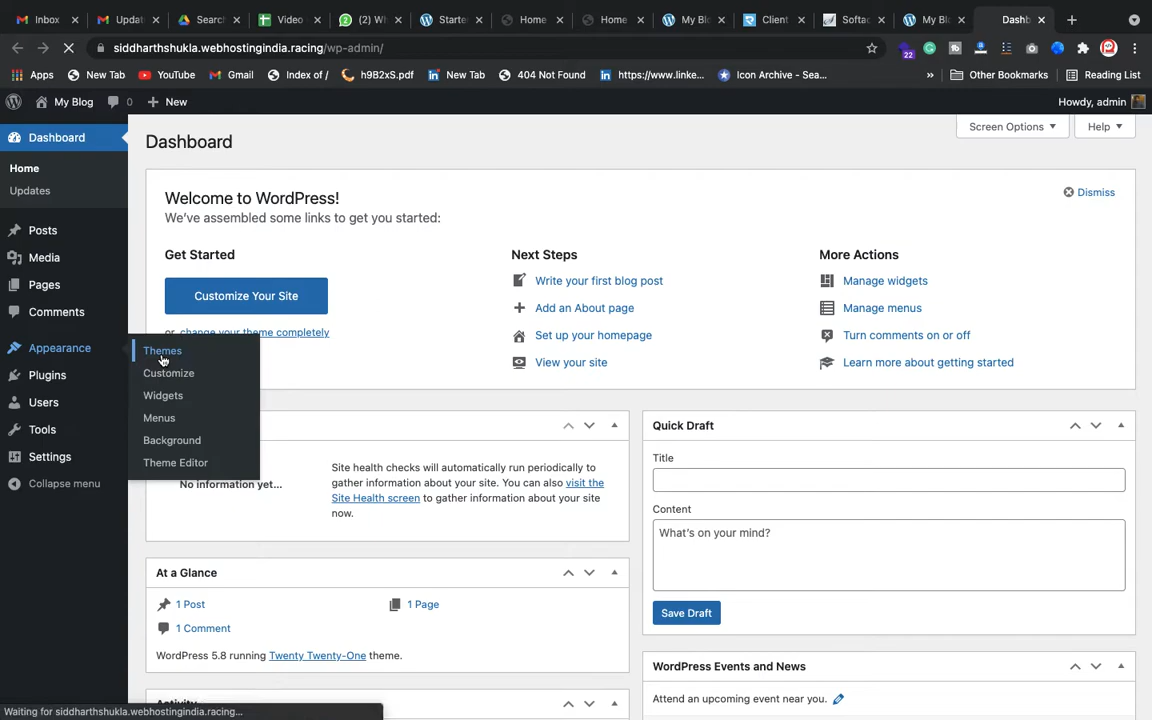 Inbox
Update
Search
Video
(2) Wh
Starte
Home
Home
My Blo
Client
Softac
My Blo
Dashb
siddharthshukla.webhostingindia.racing/wp-admin/
22
Apps
New Tab
YouTube
Gmail
Index of /
h9B2xS.pdf
New Tab
404 Not Found
https://www.linke...
Icon Archive - Sea...
»
Other Bookmarks
Reading List
My Blog
0
New
Howdy, admin
Dashboard
Home
Updates
Posts
Media
Pages
Comments
Appearance
Plugins
Users
Tools
Settings
Collapse menu
Themes
Customize
Widgets
Menus
Background
Theme Editor
Dashboard
Screen Options
Help
Welcome to WordPress!
We've assembled some links to get you started:
Dismiss
Get Started
Customize Your Site
or, change your theme completely
Next Steps
Write your first blog post
Add an About page
Set up your homepage
View your site
More Actions
Manage widgets
Manage menus
Turn comments on or off
Learn more about getting started
No information yet...
Site health checks will automatically run periodically to
gather information about your site. You can also visit the
Site Health screen to gather information about your site
now.
At a Glance
1 Post
1 Page
1 Comment
WordPress 5.8 running Twenty Twenty-One theme.
Activity
Quick Draft
Title
Content
What's on your mind?
Save Draft
WordPress Events and News
Attend an upcoming event near you.
Waiting for siddharthshukla.webhostingindia.racing...